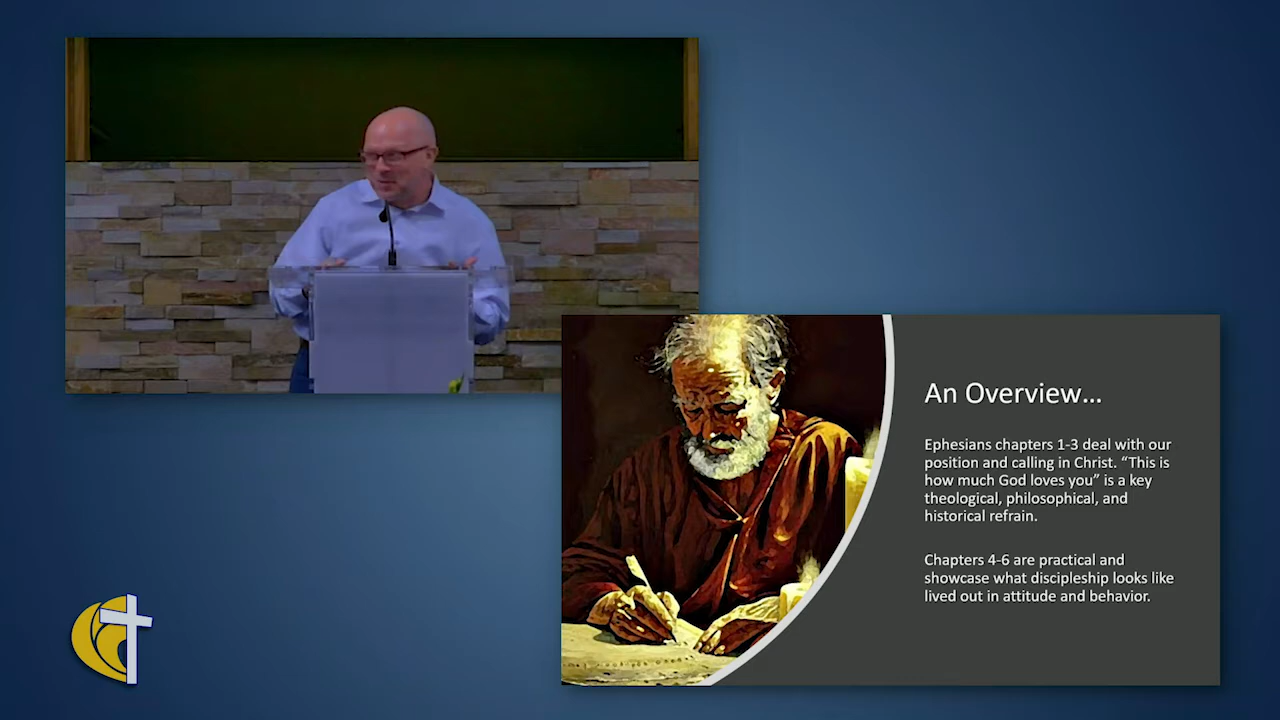 An Overview...
Ephesians chapters 1-3 deal with our
position and calling in Christ. “This is
how much God loves you” is a key
theological, philosophical, and
historical refrain.
Chapters 4-6 are practical and
showcase what discipleship looks like
lived out in attitude and behavior.